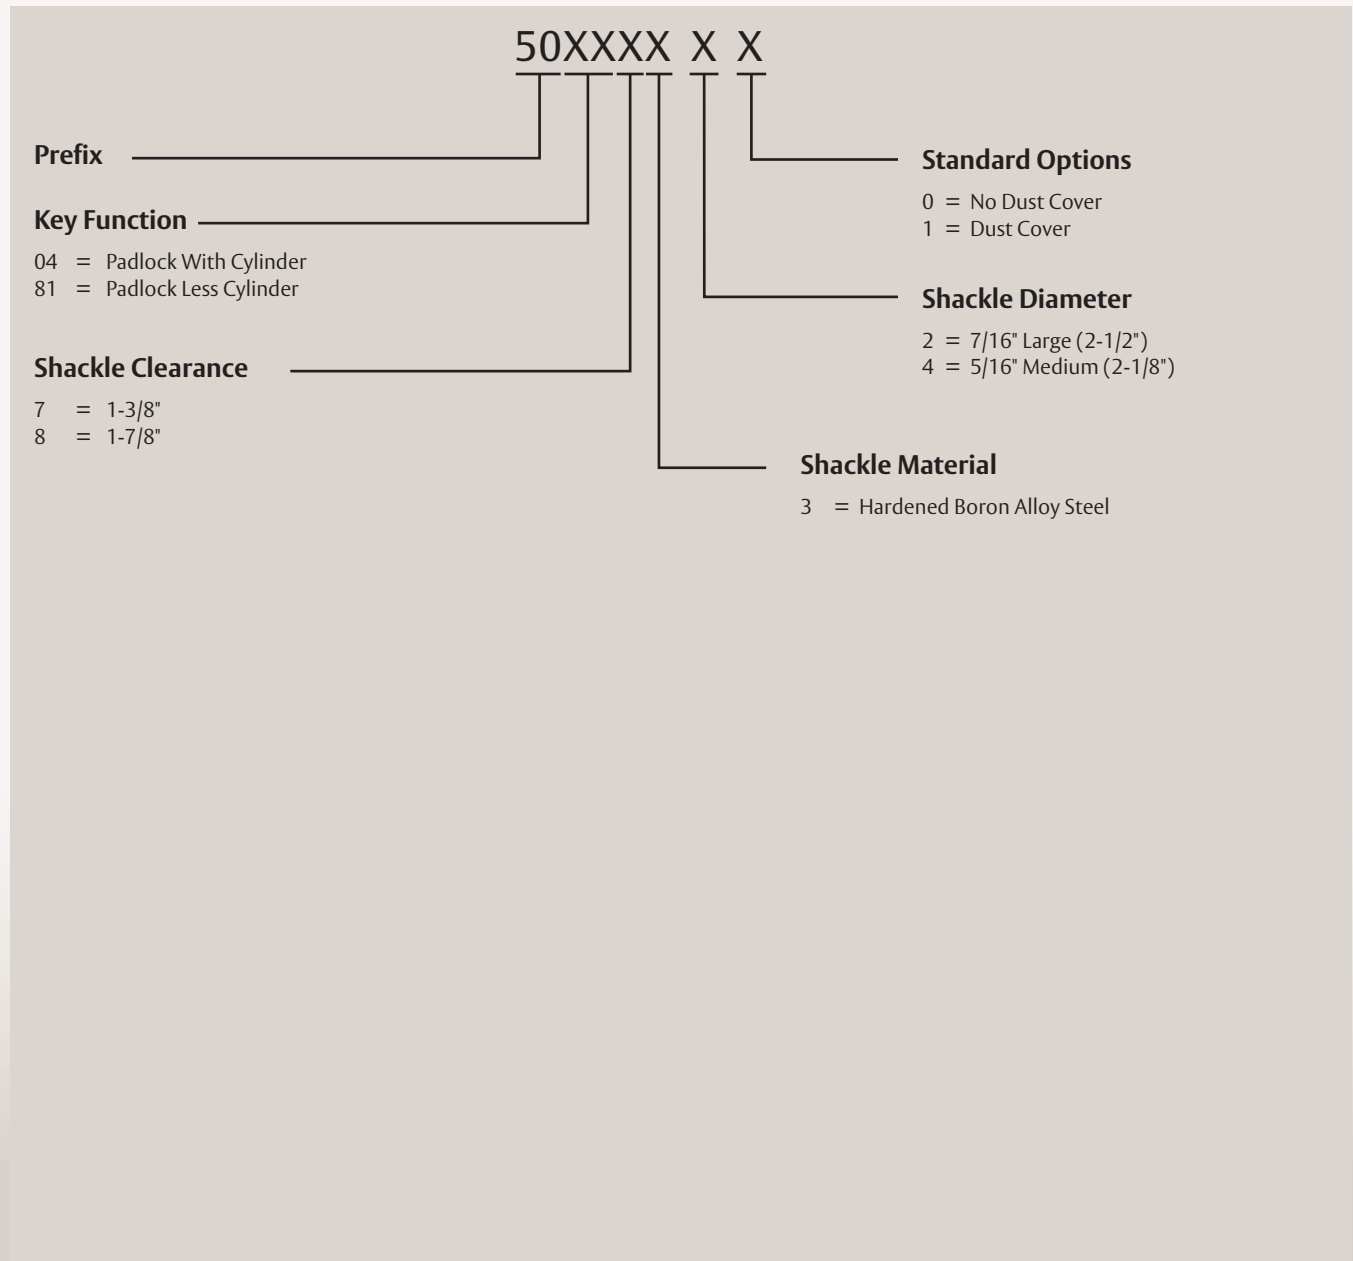 50XXXX X X
Prefix
Key Function
04 = Padlock With Cylinder
81 = Padlock Less Cylinder
Shackle Clearance
7 = 1-3/8"
8 = 1-7/8"
Standard Options
0 = No Dust Cover
1 = Dust Cover
Shackle Diameter
2 = 7/16" Large (2-1/2")
4 = 5/16" Medium (2-1/8")
Shackle Material
3 = Hardened Boron Alloy Steel